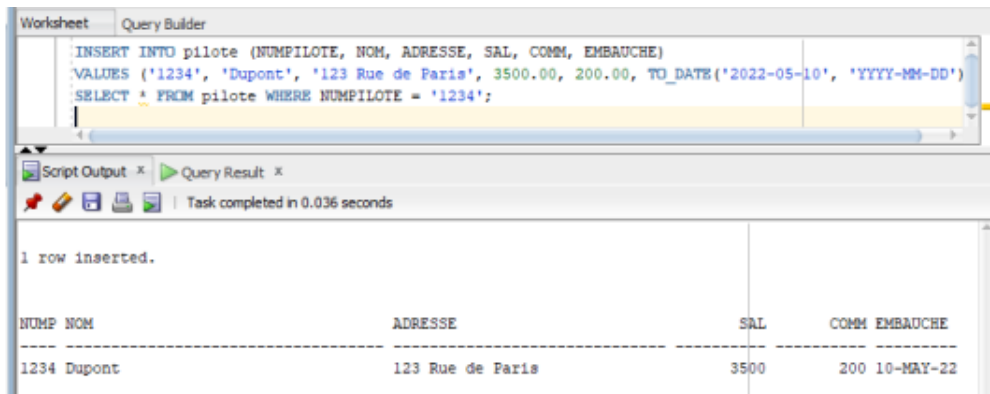 Worksheet Query Builder
INSERT INTO pilote (NUMPILOTE, NOM, ADRESSE, SAL, COMM, EMBAUCHE)
VALUES ('1234', 'Dupont', '123 Rue de Paris', 3500.00, 200.00, TO_DATE('2022-05-10', 'YYYY-MM-DD')
SELECT * FROM pilote WHERE NUMPILOTE = '1234';
Script Output x Query Result x
Task completed in 0.036 seconds
1 row inserted.
NUMP NOM ADRESSE SAL COMM EMBAUCHE
---- ----------------------------------- ------------------------------ ---------- ---------- ---------
1234 Dupont 123 Rue de Paris 3500 200 10-MAY-22